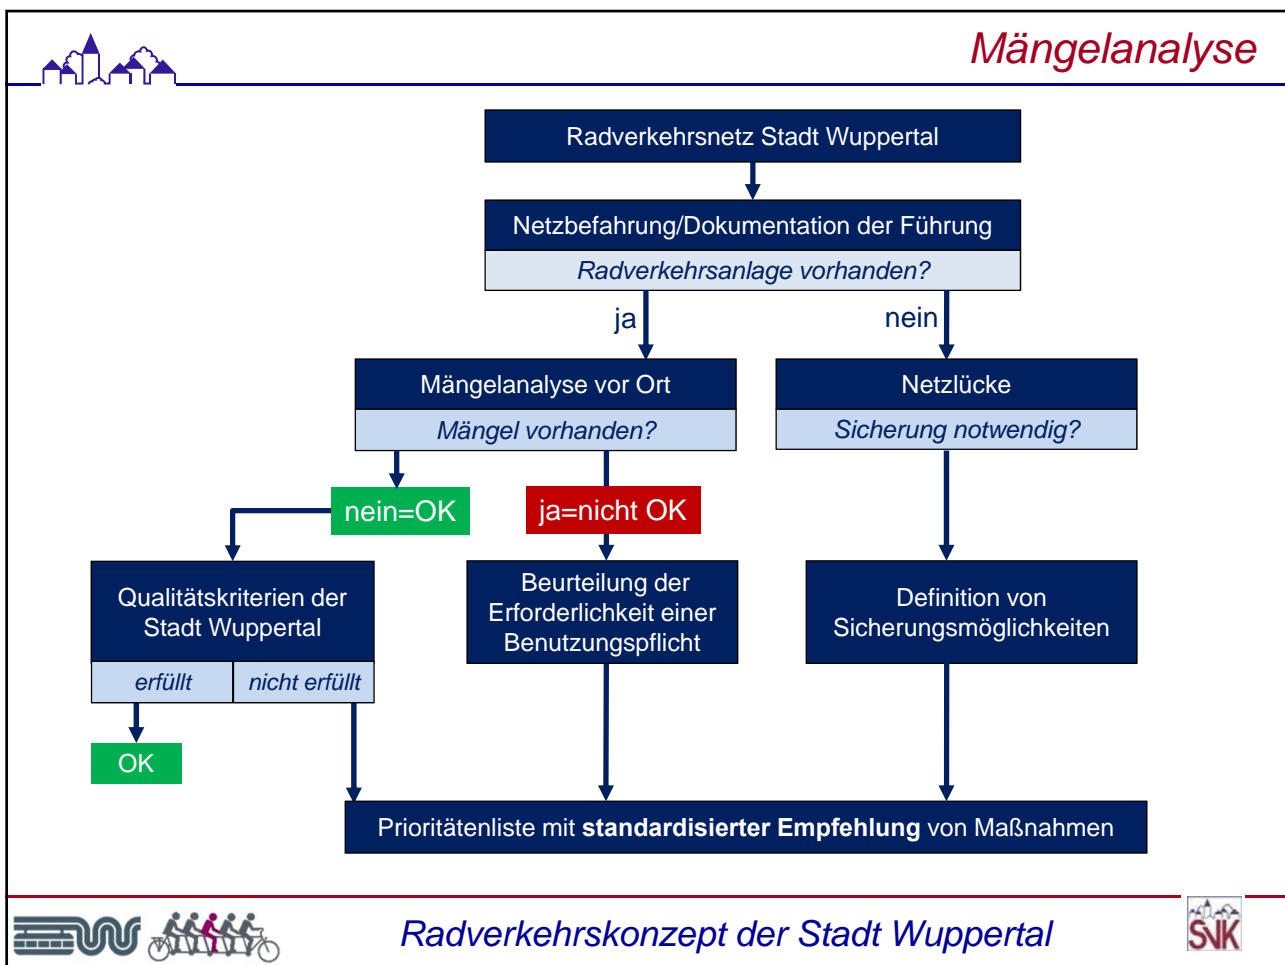 Mängelanalyse
Radverkehrsnetz Stadt Wuppertal
Netzbefahrung/Dokumentation der Führung
Radverkehrsanlage vorhanden?
ja
nein
Mängelanalyse vor Ort
Mängel vorhanden?
Netzlücke
Sicherung notwendig?
nein=OK
ja=nicht OK
Qualitätskriterien der
Stadt Wuppertal
erfüllt
nicht erfüllt
Beurteilung der
Erforderlichkeit einer
Benutzungspflicht
Definition von
Sicherungsmöglichkeiten
OK
Prioritätenliste mit standardisierter Empfehlung von Maßnahmen
Radverkehrskonzept der Stadt Wuppertal
SVK